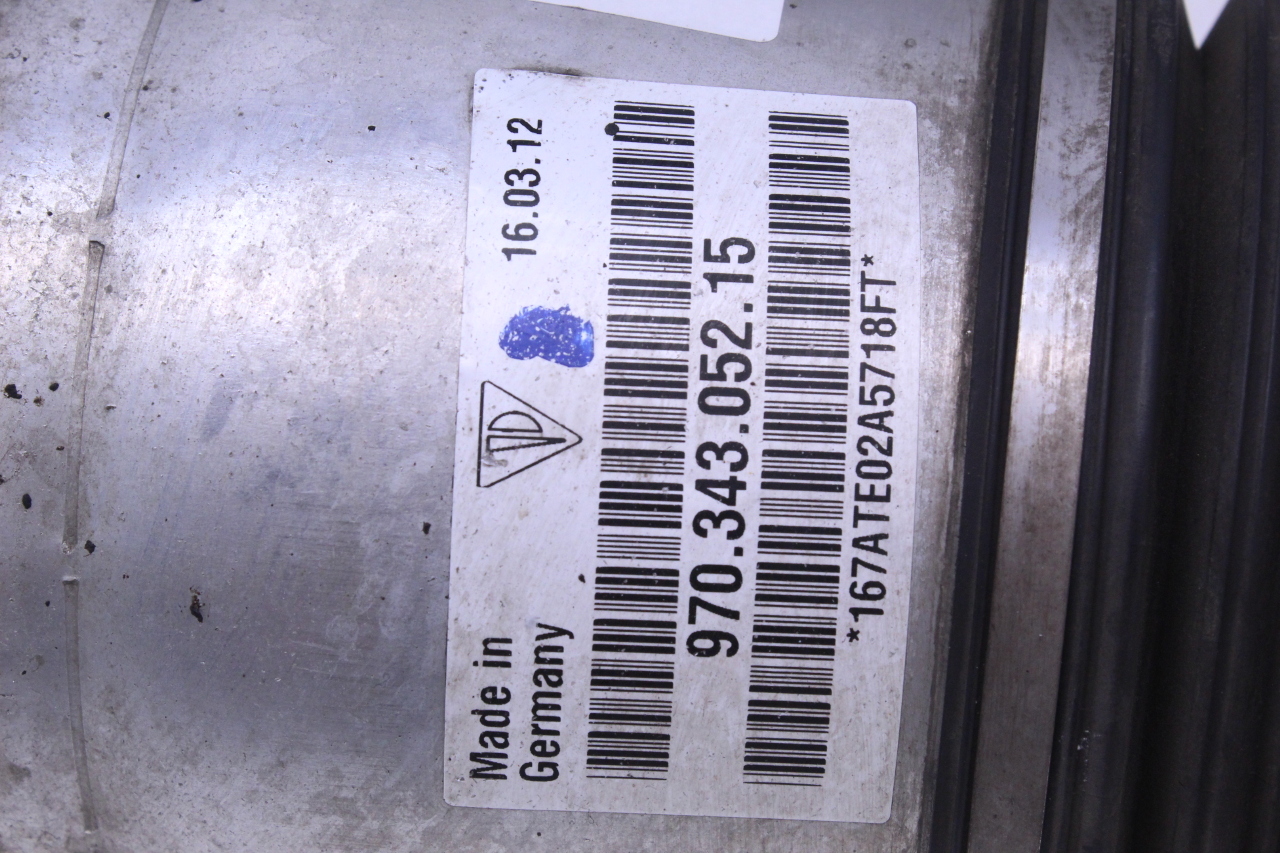 Made in
Germany
16.03.12
970.343.052.15
*167ATE02A5718FT*